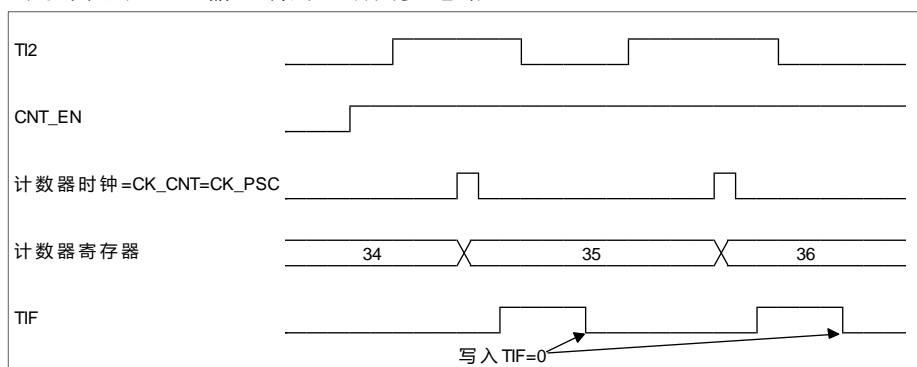 TI2
CNT_EN
计数器时钟=CK_CNT=CK_PSC
计数器寄存器 34 35 36
TIF
写入TIF=0